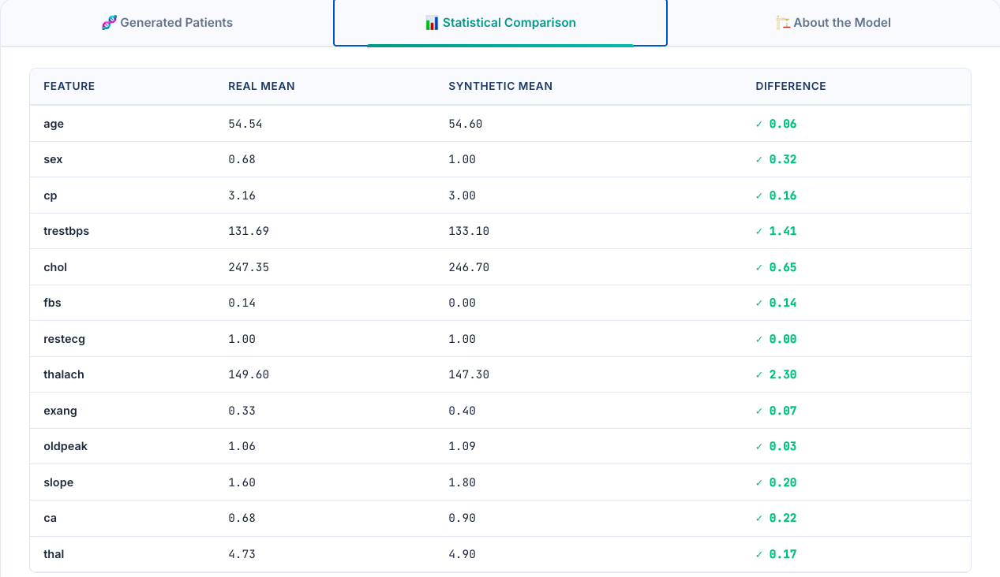 🧬 Generated Patients 📊 Statistical Comparison 🏗️ About the Model
FEATURE REAL MEAN SYNTHETIC MEAN DIFFERENCE
age 54.54 54.60 ✓ 0.06
sex 0.68 1.00 ✓ 0.32
cp 3.16 3.00 ✓ 0.16
trestbps 131.69 133.10 ✓ 1.41
chol 247.35 246.70 ✓ 0.65
fbs 0.14 0.00 ✓ 0.14
restecg 1.00 1.00 ✓ 0.00
thalach 149.60 147.30 ✓ 2.30
exang 0.33 0.40 ✓ 0.07
oldpeak 1.06 1.09 ✓ 0.03
slope 1.60 1.80 ✓ 0.20
ca 0.68 0.90 ✓ 0.22
thal 4.73 4.90 ✓ 0.17